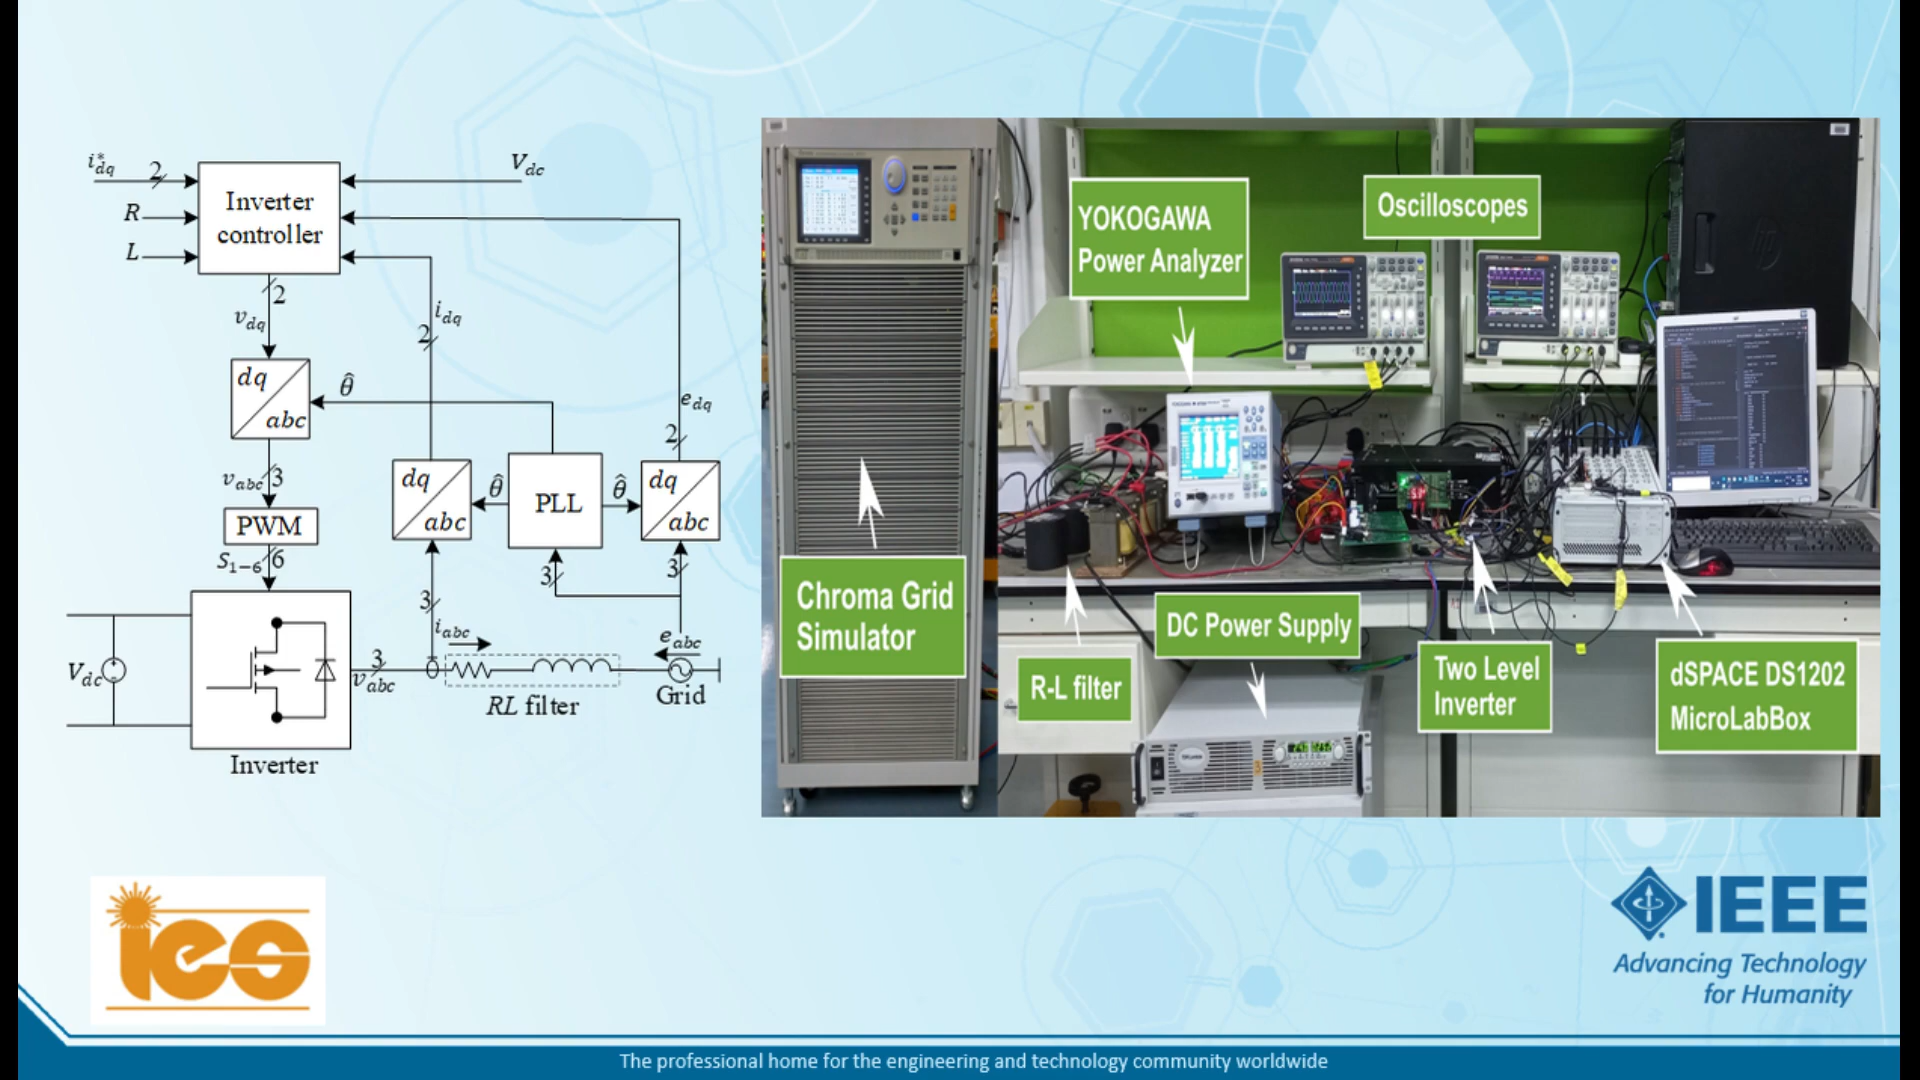 i*dq
2
Vdc
R
L
Inverter
controller
2
vdq
idq
2
dq
abc
θ̂
edq
2
vabc
3
dq
abc
θ̂
PLL
θ̂
dq
abc
PWM
S1−6
6
3
3
3
iabc
eabc
Vdc
3
vabc
RL filter
Grid
Inverter
YOKOGAWA
Power Analyzer
Oscilloscopes
Chroma Grid
Simulator
DC Power Supply
R-L filter
Two Level
Inverter
dSPACE DS1202
MicroLabBox
ies
IEEE
Advancing Technology
for Humanity
The professional home for the engineering and technology community worldwide